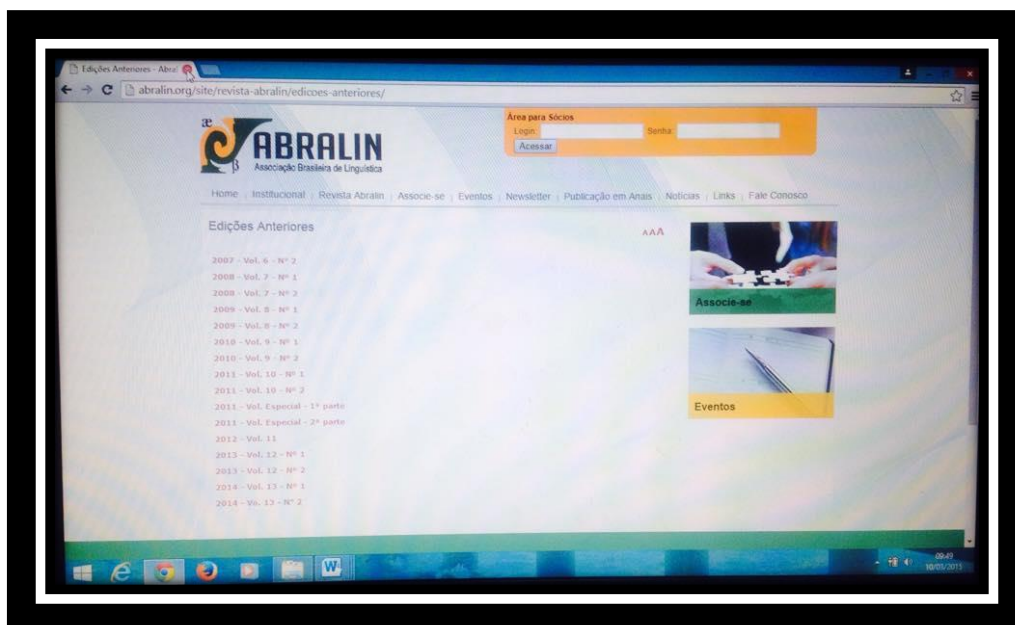 Edições Anteriores - Abral
abralin.org/site/revista-abralin/edicoes-anteriores/
Área para Sócios
Login: Senha:
Acessar
æ
β
ABRALIN
Associação Brasileira de Linguística
Home | Institucional | Revista Abralin | Associe-se | Eventos | Newsletter | Publicação em Anais | Notícias | Links | Fale Conosco
Edições Anteriores
AAA
2007 - Vol. 6 - Nº 2
2008 - Vol. 7 - Nº 1
2008 - Vol. 7 - Nº 2
2009 - Vol. 8 - Nº 1
2009 - Vol. 8 - Nº 2
2010 - Vol. 9 - Nº 1
2010 - Vol. 9 - Nº 2
2011 - Vol. 10 - Nº 1
2011 - Vol. 10 - Nº 2
2011 - Vol. Especial - 1ª parte
2011 - Vol. Especial - 2ª parte
2012 - Vol. 11
2013 - Vol. 12 - Nº 1
2013 - Vol. 12 - Nº 2
2014 - Vol. 13 - Nº 1
2014 - Vo. 13 - N° 2
Associe-se
Eventos
09:49